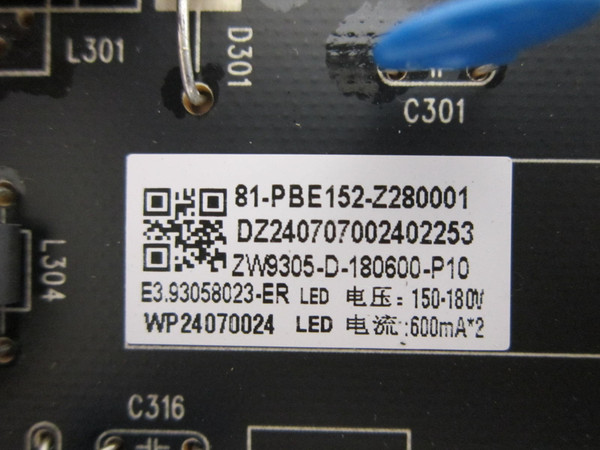 L301
D301
C301
81-PBE152-Z280001
DZ240707002402253
ZW9305-D-180600-P10
E3.93058023-ER LED 电压: 150-180V
WP24070024 LED 电流:600mA*2
L304
C316